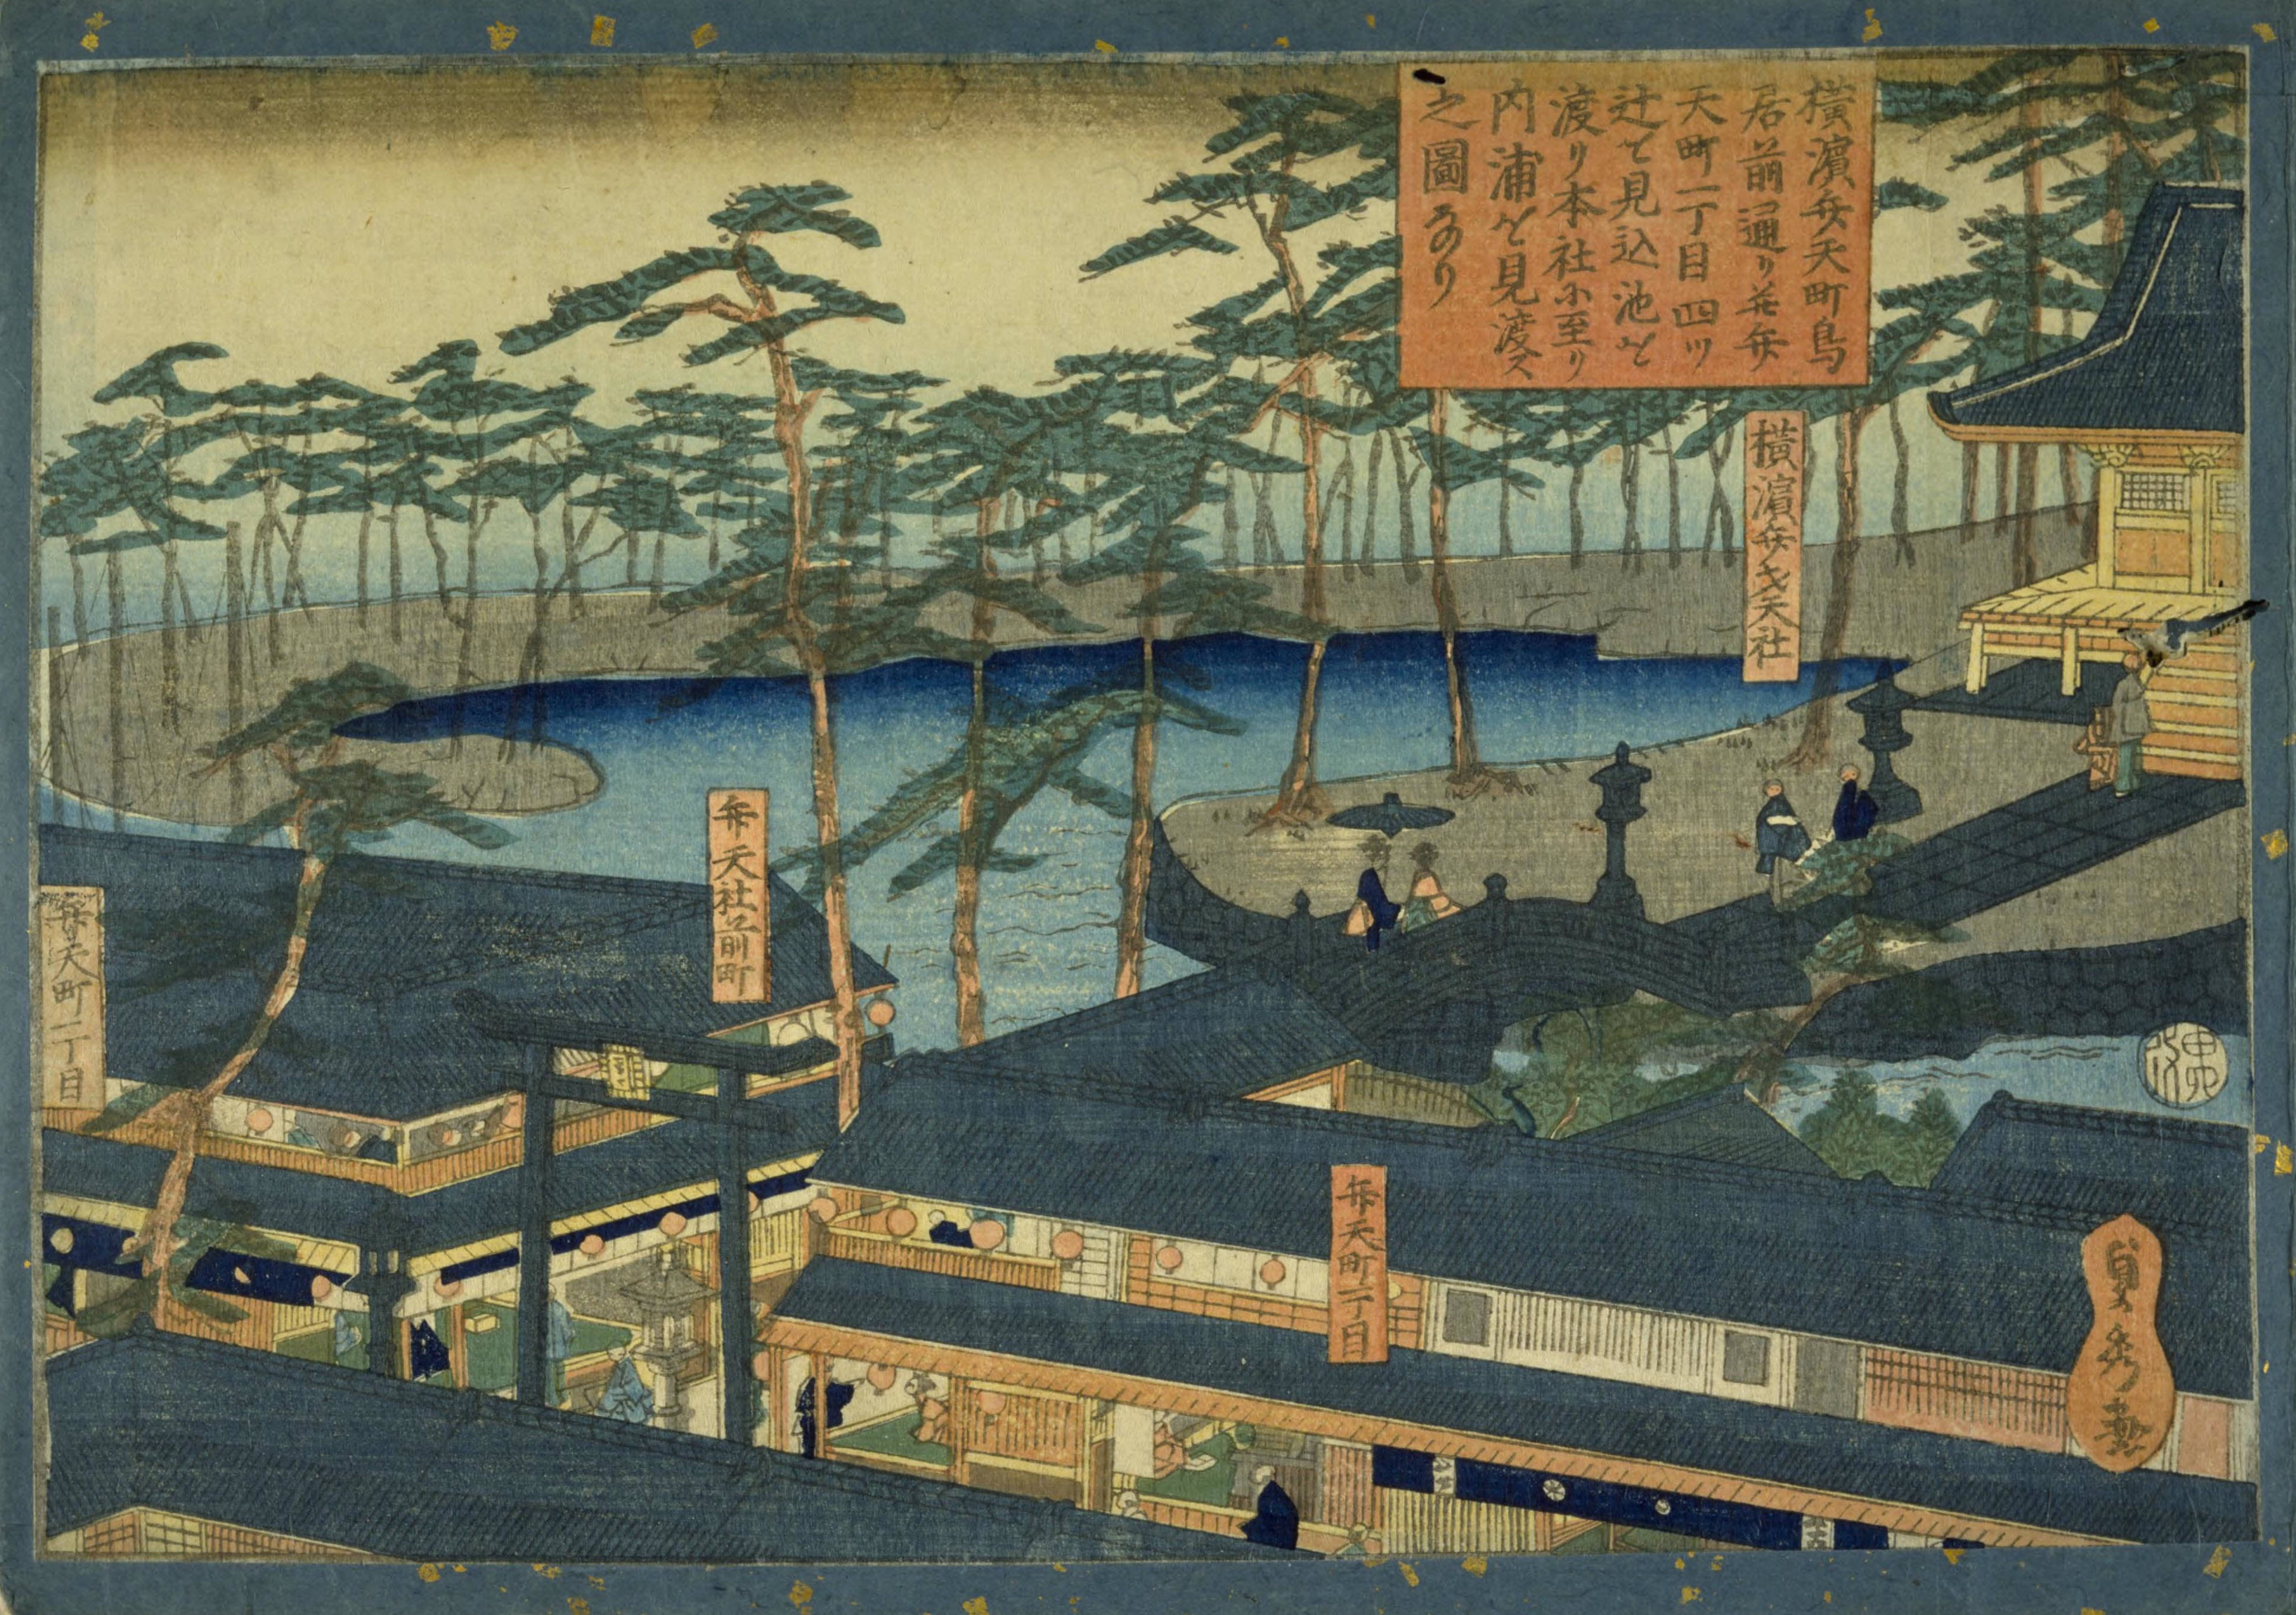 横濵弁天町鳥
居前通り并弁
天町一丁目四ツ
辻を見込池を
渡り本社に至り
内浦を見渡ス
之圖なり
横濵弁才天社
弁天社之前町
弁天町二丁目
弁天町一丁目
貞秀画